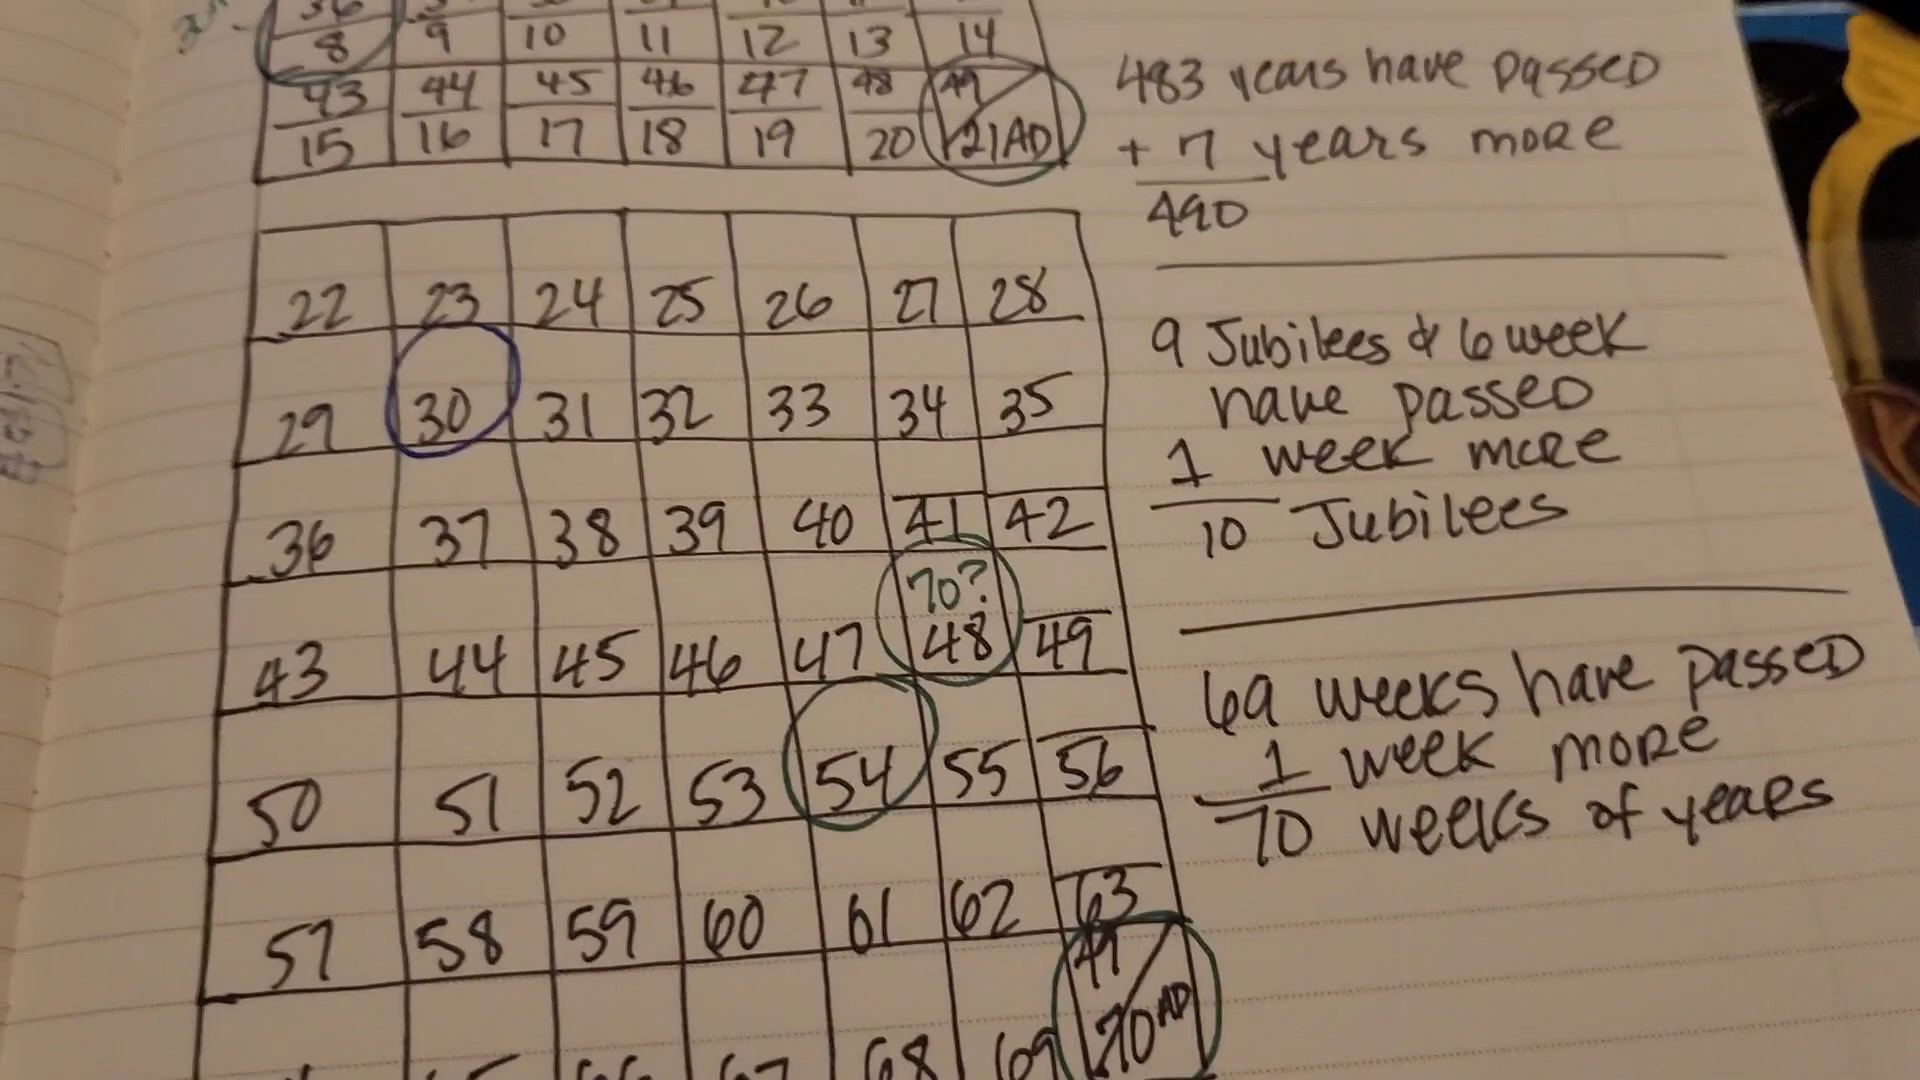 36
8 9 10 11 12 13 14
43 44 45 46 47 48 49
15 16 17 18 19 20 21AD
22 23 24 25 26 27 28
29 30 31 32 33 34 35
36 37 38 39 40 41 42
70?
43 44 45 46 47 48 49
50 51 52 53 54 55 56
57 58 59 60 61 62 63
49
67 68 69 70AD
483 years have passed
+ 7 years more
490
9 Jubilees & 6 week
have passed
1 week more
10 Jubilees
69 weeks have passed
1 week more
70 weeks of years